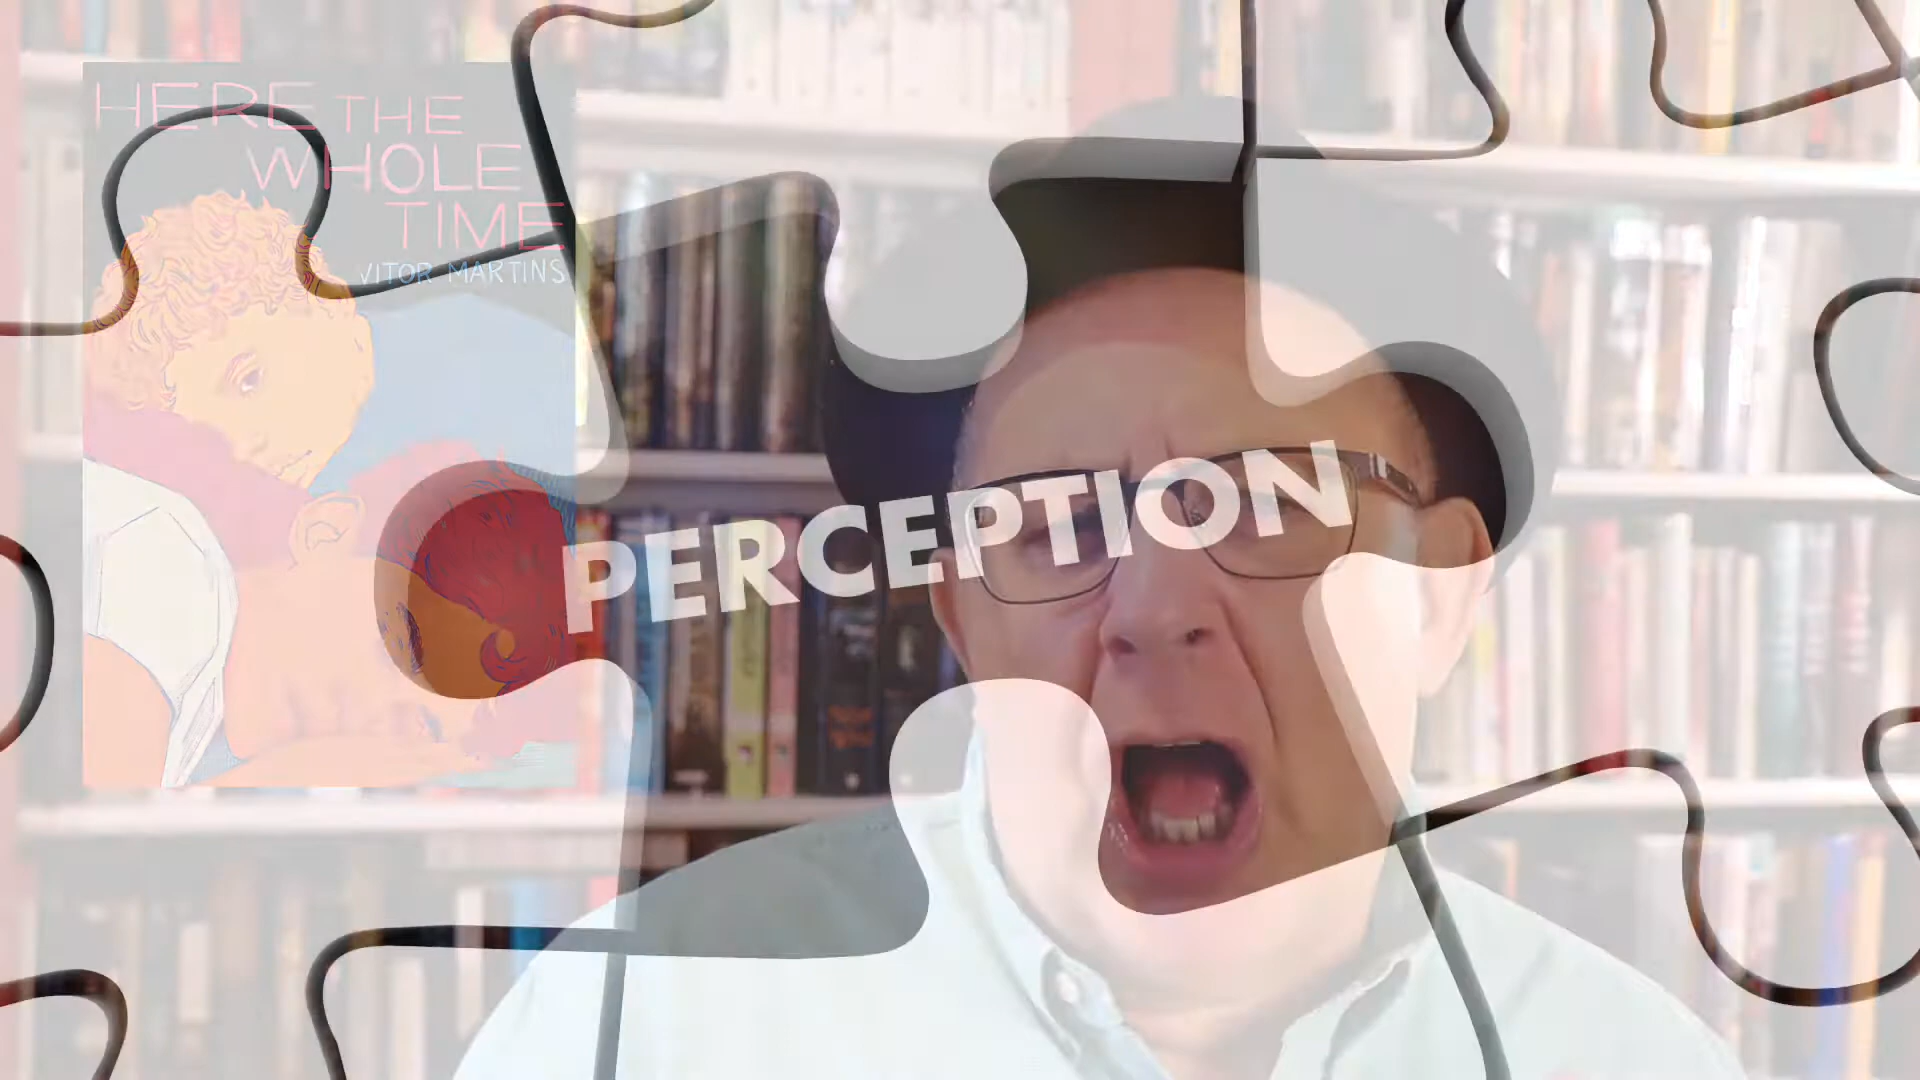 HERE THE
WHOLE
TIME
VITOR MARTINS
PERCEPTION